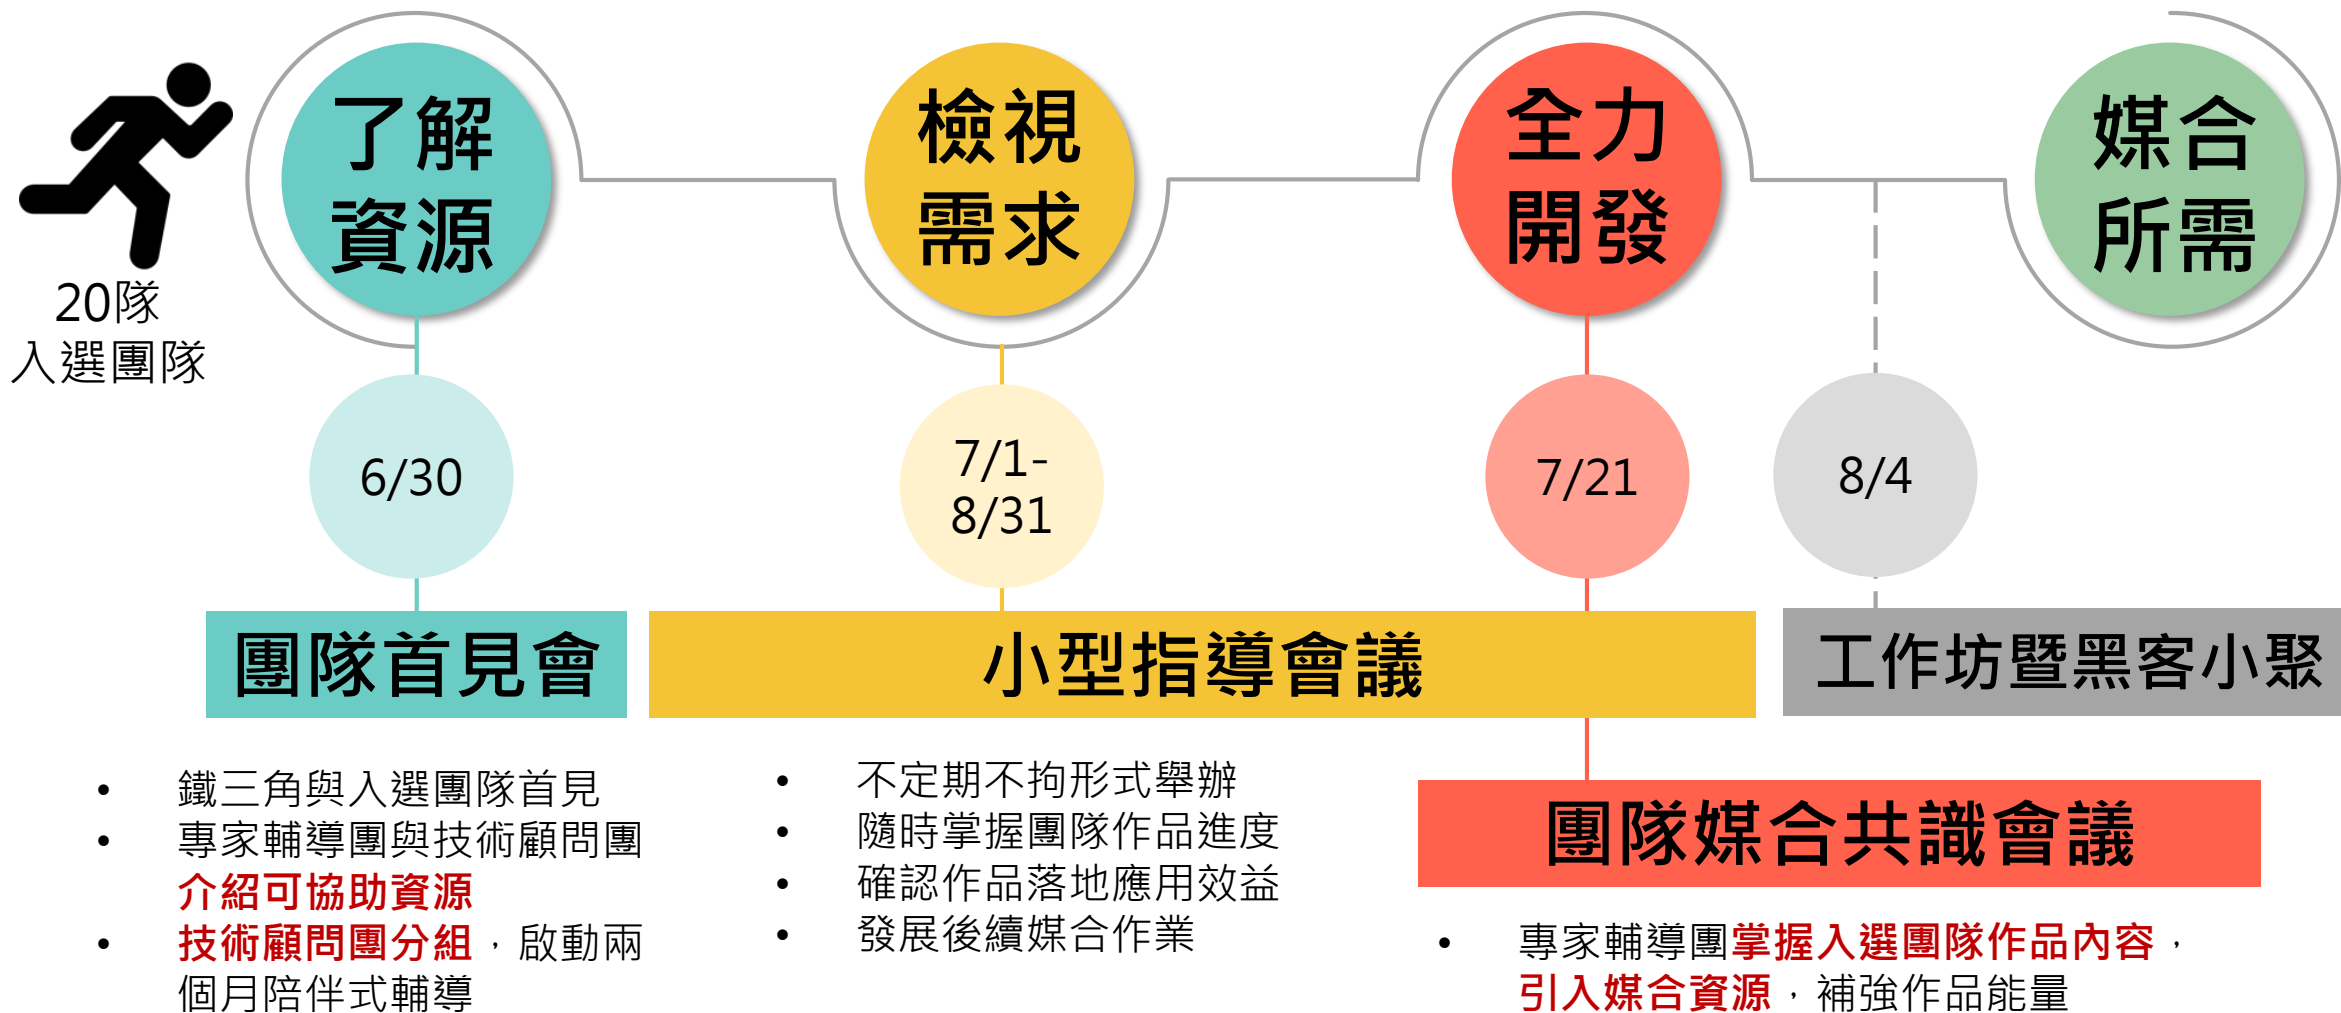 了解
資源
檢視
需求
全力
開發
媒合
所需
20隊
入選團隊
6/30
7/1-
8/31
7/21
8/4
團隊首見會
小型指導會議
工作坊暨黑客小聚
• 鐵三角與入選團隊首見
• 專家輔導團與技術顧問團
介紹可協助資源
• 技術顧問團分組，啟動兩
個月陪伴式輔導
• 不定期不拘形式舉辦
• 隨時掌握團隊作品進度
• 確認作品落地應用效益
• 發展後續媒合作業
團隊媒合共識會議
• 專家輔導團掌握入選團隊作品內容，
引入媒合資源，補強作品能量